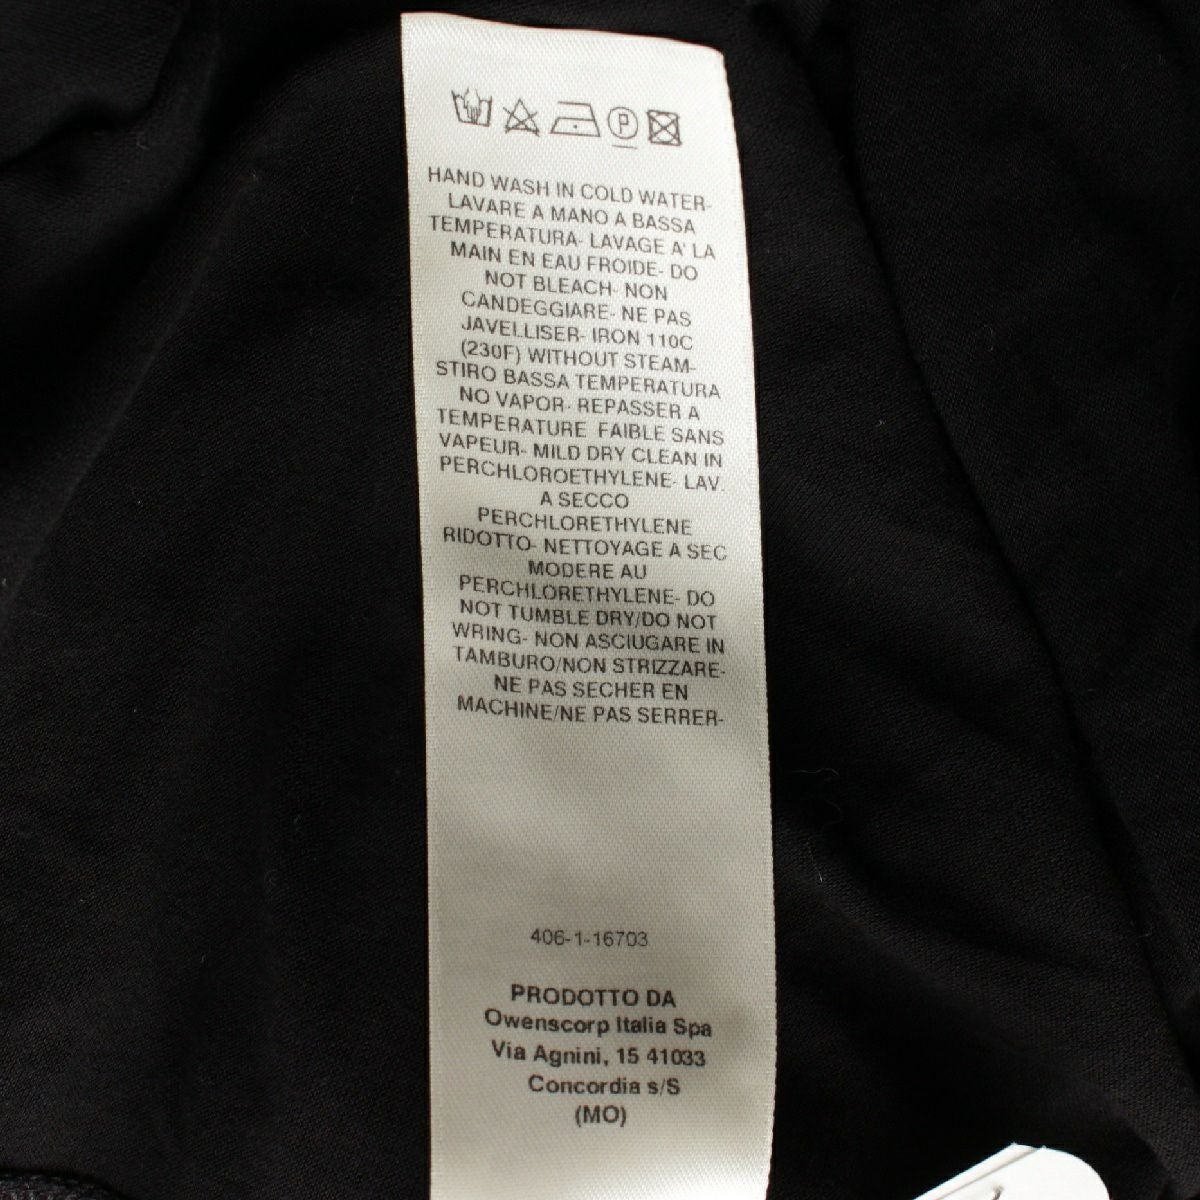 P
HAND WASH IN COLD WATER-
LAVARE A MANO A BASSA
TEMPERATURA- LAVAGE A' LA
MAIN EN EAU FROIDE- DO
NOT BLEACH- NON
CANDEGGIARE- NE PAS
JAVELLISER- IRON 110C
(230F) WITHOUT STEAM-
STIRO BASSA TEMPERATURA
NO VAPOR- REPASSER A
TEMPERATURE FAIBLE SANS
VAPEUR- MILD DRY CLEAN IN
PERCHLOROETHYLENE- LAV.
A SECCO
PERCHLORETHYLENE
RIDOTTO- NETTOYAGE A SEC
MODERE AU
PERCHLORETHYLENE- DO
NOT TUMBLE DRY/DO NOT
WRING- NON ASCIUGARE IN
TAMBURO/NON STRIZZARE-
NE PAS SECHER EN
MACHINE/NE PAS SERRER-
406-1-16703
PRODOTTO DA
Owenscorp Italia Spa
Via Agnini, 15 41033
Concordia s/S
(MO)